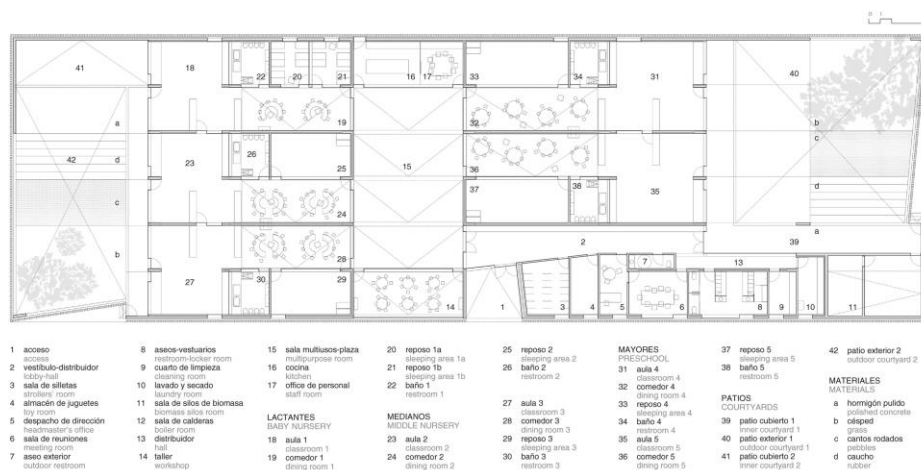 0 1
41
18
22
20
21
16
17
33
34
31
40
a
19
32
b
c
42
d
23
26
25
15
36
d
c
24
37
38
35
a
b
28
2
39
27
30
29
14
1
3
4
5
7
6
13
8
9
10
11
1 acceso
access
2 vestíbulo-distribuidor
lobby-hall
3 sala de silletas
strollers' room
4 almacén de juguetes
toy room
5 despacho de dirección
headmaster's office
6 sala de reuniones
meeting room
7 aseo exterior
outdoor restroom
8 aseos-vestuarios
restroom-locker room
9 cuarto de limpieza
cleaning room
10 lavado y secado
laundry room
11 sala de silos de biomasa
biomass silos room
12 sala de calderas
boiler room
13 distribuidor
hall
14 taller
workshop
15 sala multiusos-plaza
multipurpose room
16 cocina
kitchen
17 office de personal
staff room
LACTANTES
BABY NURSERY
18 aula 1
classroom 1
19 comedor 1
dining room 1
20 reposo 1a
sleeping area 1a
21 reposo 1b
sleeping area 1b
22 baño 1
restroom 1
MEDIANOS
MIDDLE NURSERY
23 aula 2
classroom 2
24 comedor 2
dining room 2
25 reposo 2
sleeping area 2
26 baño 2
restroom 2
27 aula 3
classroom 3
28 comedor 3
dining room 3
29 reposo 3
sleeping area 3
30 baño 3
restroom 3
MAYORES
PRESCHOOL
31 aula 4
classroom 4
32 comedor 4
dining room 4
33 reposo 4
sleeping area 4
34 baño 4
restroom 4
35 aula 5
classroom 5
36 comedor 5
dining room 5
37 reposo 5
sleeping area 5
38 baño 5
restroom 5
PATIOS
COURTYARDS
39 patio cubierto 1
inner courtyard 1
40 patio exterior 1
outdoor courtyard 1
41 patio cubierto 2
inner courtyard 2
42 patio exterior 2
outdoor courtyard 2
MATERIALES
MATERIALS
a hormigón pulido
polished concrete
b césped
grass
c cantos rodados
pebbles
d caucho
rubber